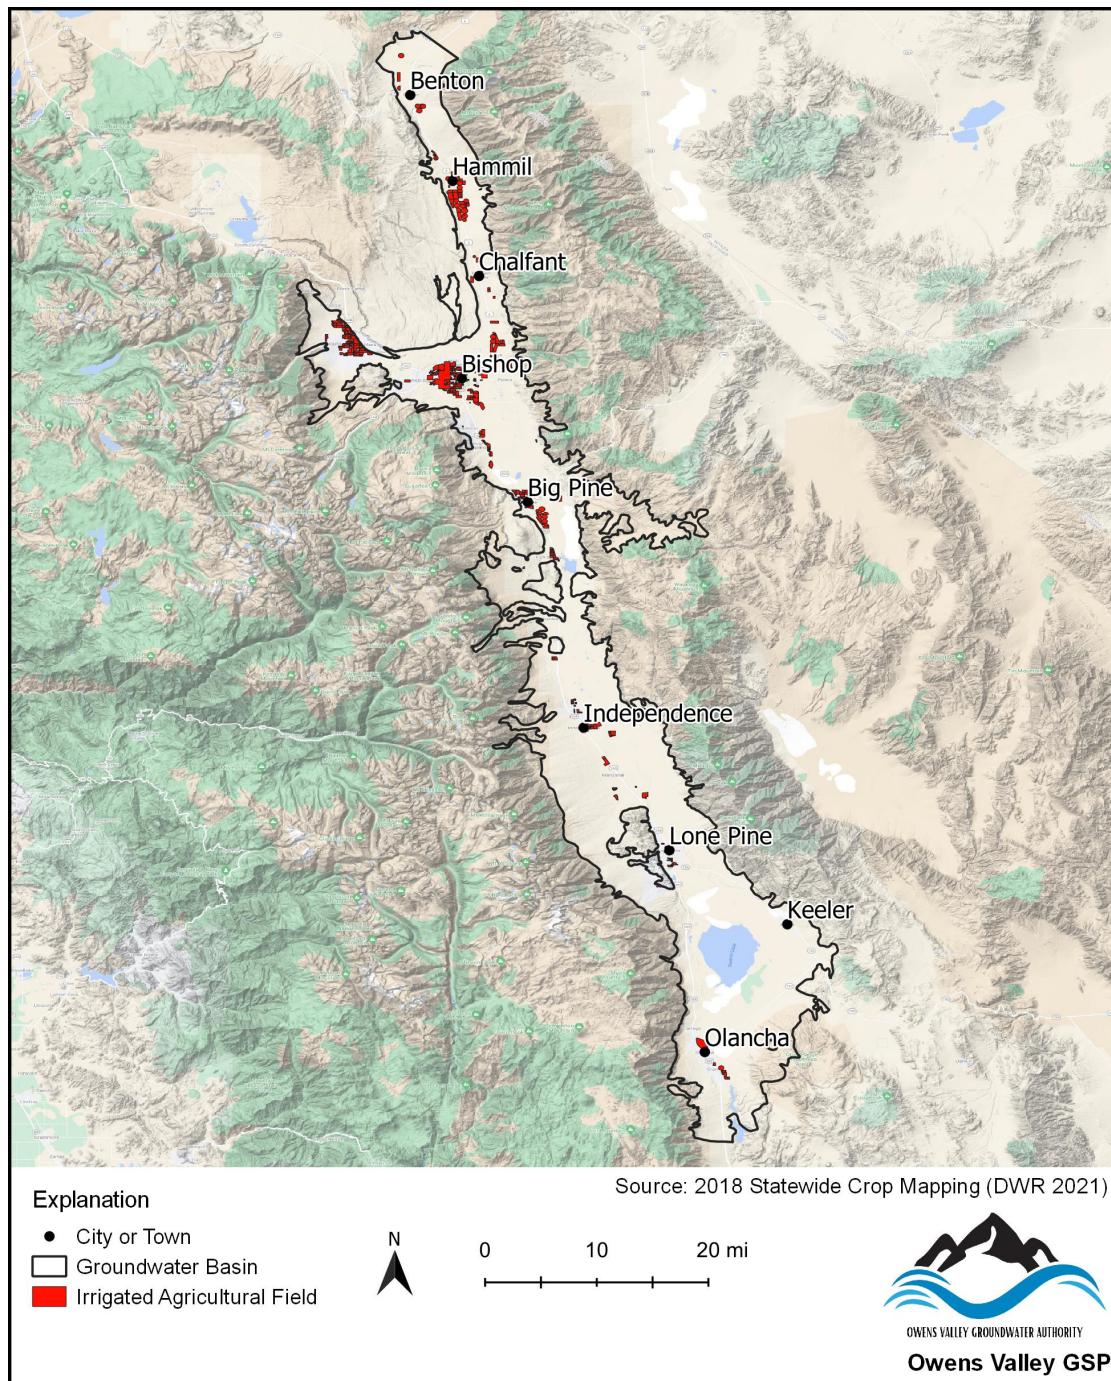 Benton
Hammil
Chalfant
Bishop
Big Pine
Independence
Lone Pine
Keeler
Olancha
Source: 2018 Statewide Crop Mapping (DWR 2021)
Explanation
City or Town
Groundwater Basin
Irrigated Agricultural Field
N
0 10 20 mi
OWENS VALLEY GROUNDWATER AUTHORITY
Owens Valley GSP